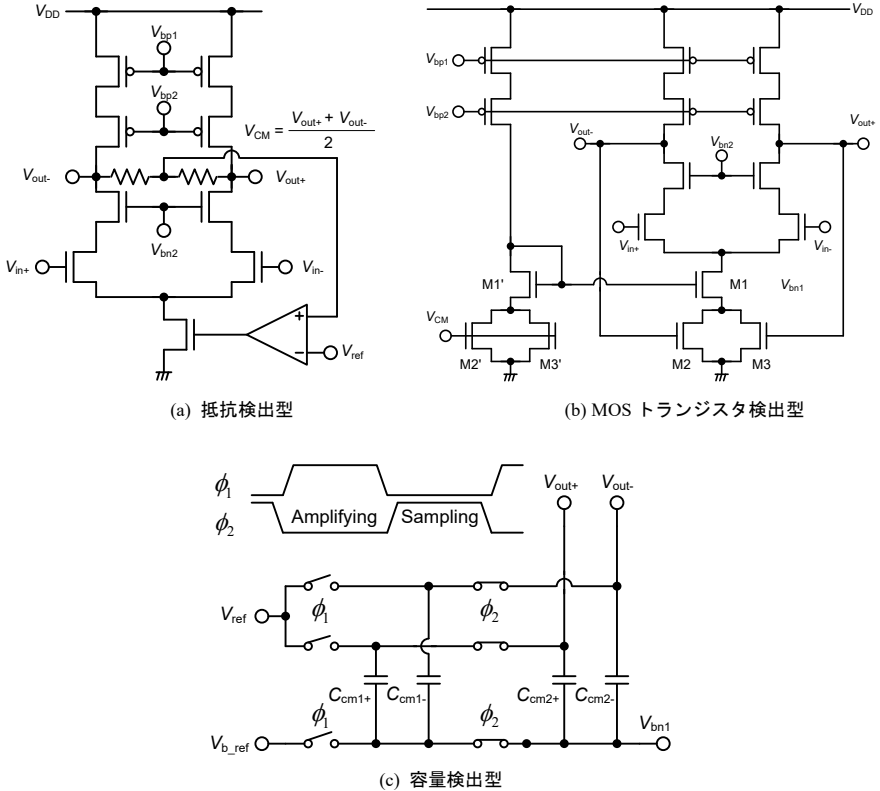 VDD
Vbp1
Vbp2
VCM = (Vout+ + Vout-) / 2
Vout-
Vout+
Vbn2
Vin+
Vin-
+
−
Vref
(a) 抵抗検出型
VDD
Vbp1
Vbp2
Vout-
Vout+
Vbn2
Vin+
Vin-
M1'
M1
Vbn1
VCM
M2'
M3'
M2
M3
(b) MOS トランジスタ検出型
ϕ1
ϕ2
Amplifying
Sampling
Vout+
Vout-
Vref
ϕ1
ϕ2
Ccm1+
Ccm1-
Ccm2+
Ccm2-
ϕ1
ϕ2
Vb_ref
Vbn1
(c) 容量検出型